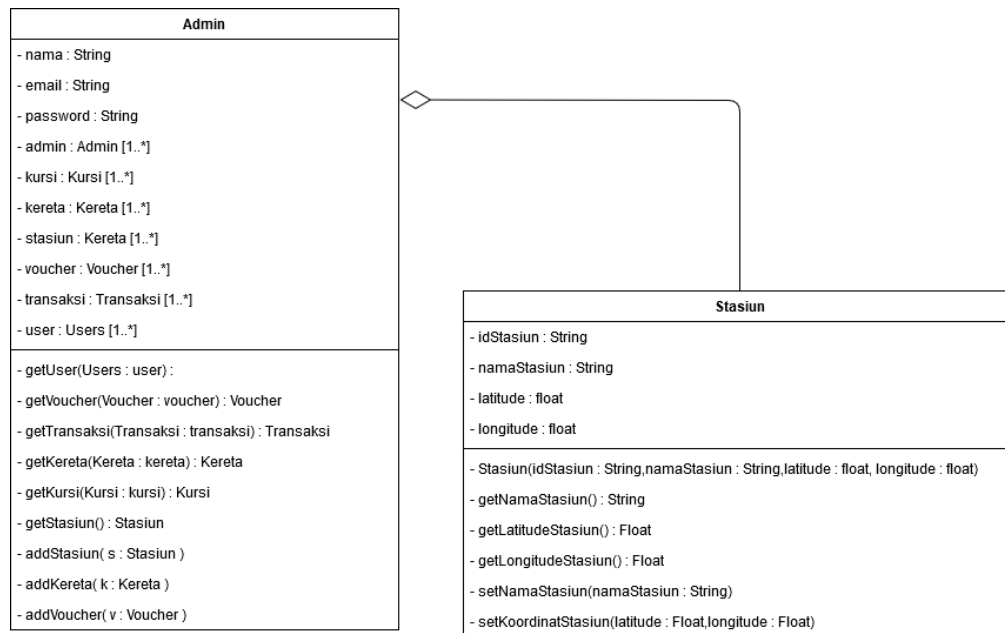 Admin
- nama : String
- email : String
- password : String
- admin : Admin [1..*]
- kursi : Kursi [1..*]
- kereta : Kereta [1..*]
- stasiun : Kereta [1..*]
- voucher : Voucher [1..*]
- transaksi : Transaksi [1..*]
- user : Users [1..*]
- getUser(Users : user) :
- getVoucher(Voucher : voucher) : Voucher
- getTransaksi(Transaksi : transaksi) : Transaksi
- getKereta(Kereta : kereta) : Kereta
- getKursi(Kursi : kursi) : Kursi
- getStasiun() : Stasiun
- addStasiun( s : Stasiun )
- addKereta( k : Kereta )
- addVoucher( v : Voucher )
Stasiun
- idStasiun : String
- namaStasiun : String
- latitude : float
- longitude : float
- Stasiun(idStasiun : String,namaStasiun : String,latitude : float, longitude : float)
- getNamaStasiun() : String
- getLatitudeStasiun() : Float
- getLongitudeStasiun() : Float
- setNamaStasiun(namaStasiun : String)
- setKoordinatStasiun(latitude : Float,longitude : Float)